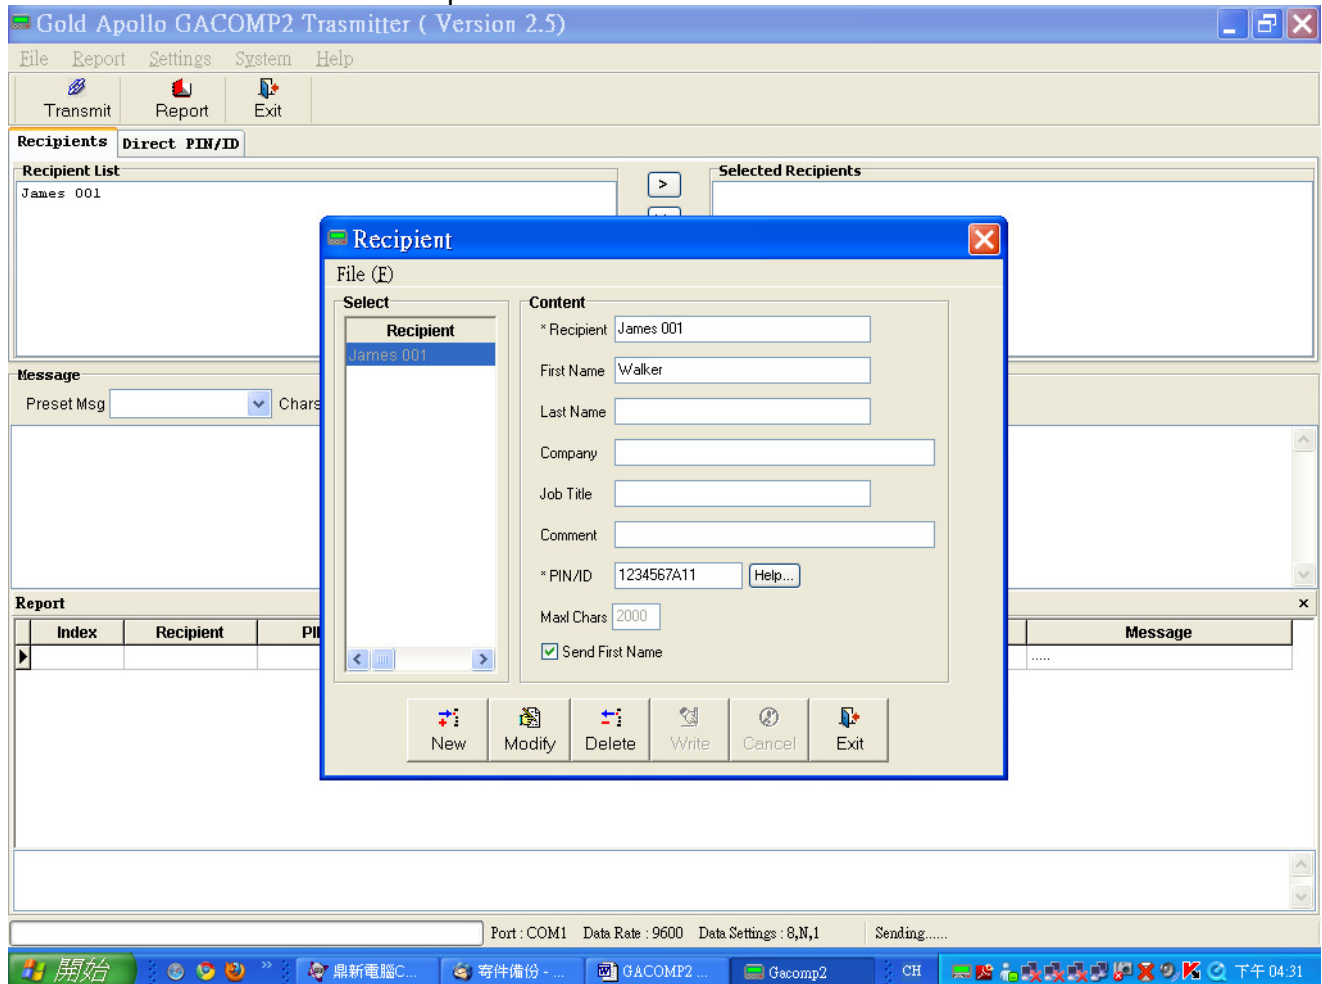 Gold Apollo GACOMP2 Trasmitter ( Version 2.5)
File Report Settings System Help
Transmit Report Exit
Recipients Direct PIN/ID
Recipient List
James 001
>
Selected Recipients
Message
Preset Msg
Chars
Recipient
File (F)
Select
Recipient
James 001
Content
* Recipient James 001
First Name Walker
Last Name
Company
Job Title
Comment
* PIN/ID 1234567A11 Help...
Maxl Chars 2000
Send First Name
New Modify Delete Write Cancel Exit
Report x
Index Recipient Message
.....
Port : COM1 Data Rate : 9600 Data Settings : 8,N,1 Sending......
開始 » 鼎新電腦C... 寄件備份 - ... GACOMP2 ... Gacomp2 CH 下午 04:31